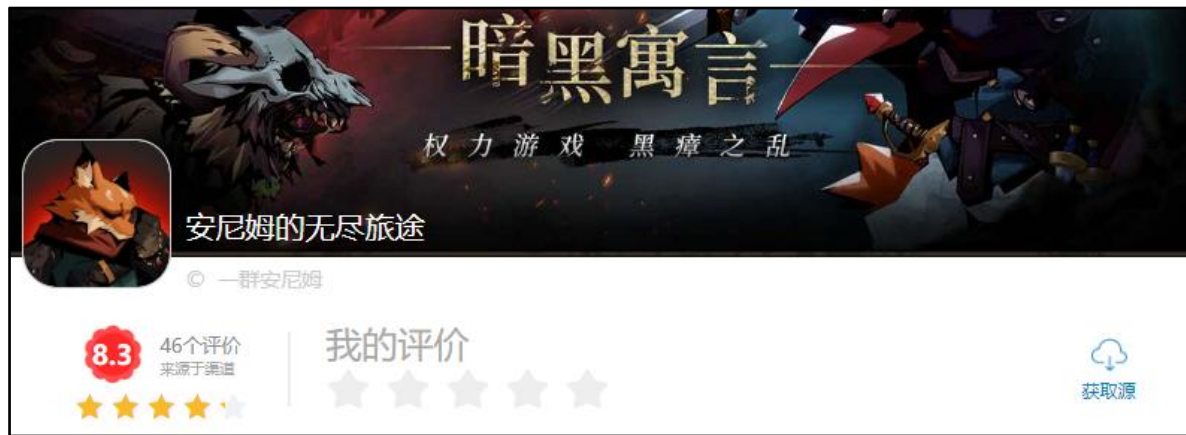 暗黑寓言
权力游戏 黑瘴之乱
安尼姆的无尽旅途
© 一群安尼姆
8.3
46个评价
来源于渠道
我的评价
获取源